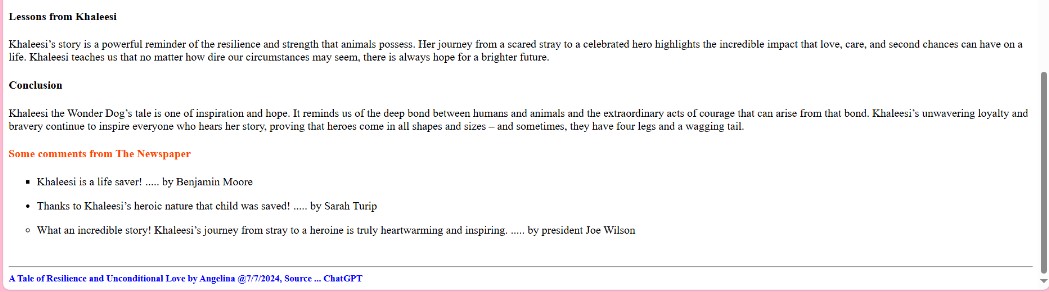 Lessons from Khaleesi
Khaleesi's story is a powerful reminder of the resilience and strength that animals possess. Her journey from a scared stray to a celebrated hero highlights the incredible impact that love, care, and second chances can have on a
life. Khaleesi teaches us that no matter how dire our circumstances may seem, there is always hope for a brighter future.
Conclusion
Khaleesi the Wonder Dog's tale is one of inspiration and hope. It reminds us of the deep bond between humans and animals and the extraordinary acts of courage that can arise from that bond. Khaleesi's unwavering loyalty and
bravery continue to inspire everyone who hears her story, proving that heroes come in all shapes and sizes – and sometimes, they have four legs and a wagging tail.
Some comments from The Newspaper
▪ Khaleesi is a life saver! ..... by Benjamin Moore
• Thanks to Khaleesi's heroic nature that child was saved! ..... by Sarah Turip
◦ What an incredible story! Khaleesi's journey from stray to a heroine is truly heartwarming and inspiring. ..... by president Joe Wilson
A Tale of Resilience and Unconditional Love by Angelina @7/7/2024, Source ... ChatGPT